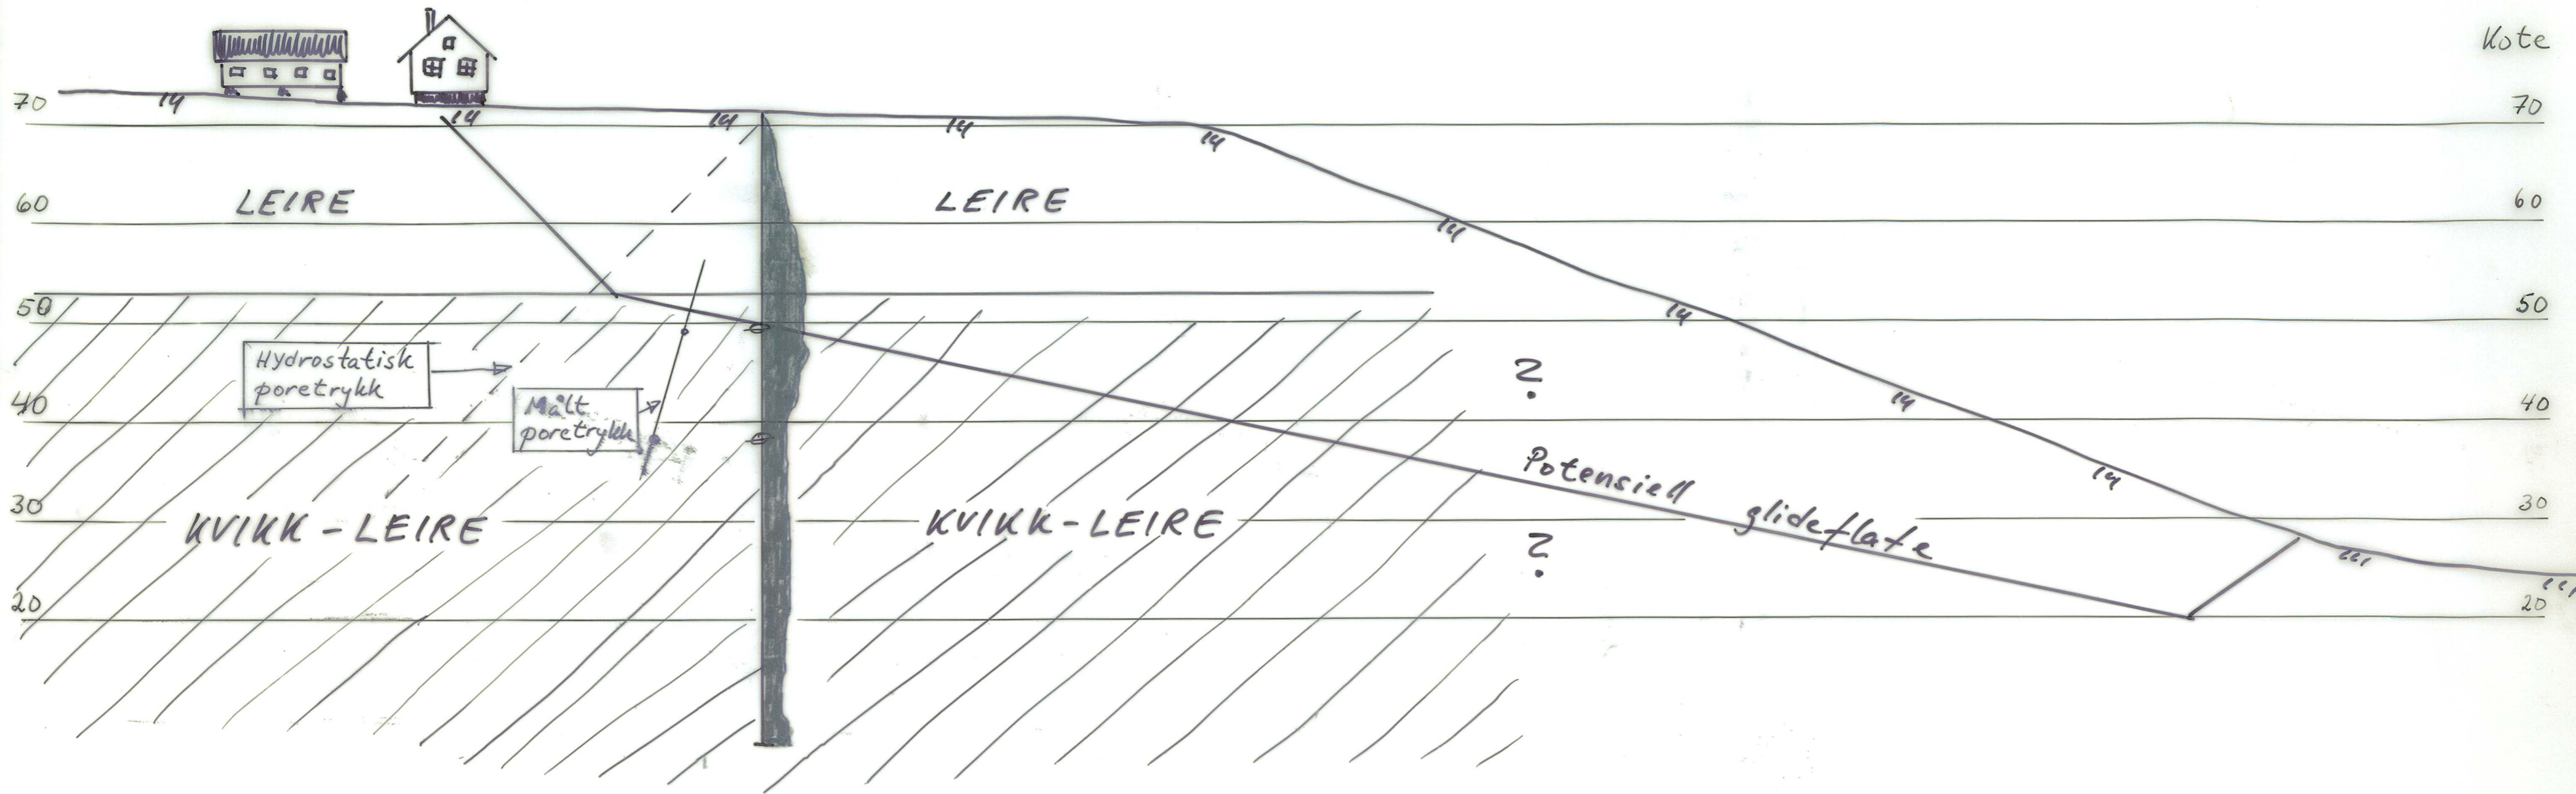 Kote
70
70
LEIRE
LEIRE
60
60
50
50
Hydrostatisk
poretrykk
Målt
poretrykk
?
40
40
Potensiell glideflate
30
30
KVIKK-LEIRE
KVIKK-LEIRE
?
20
20